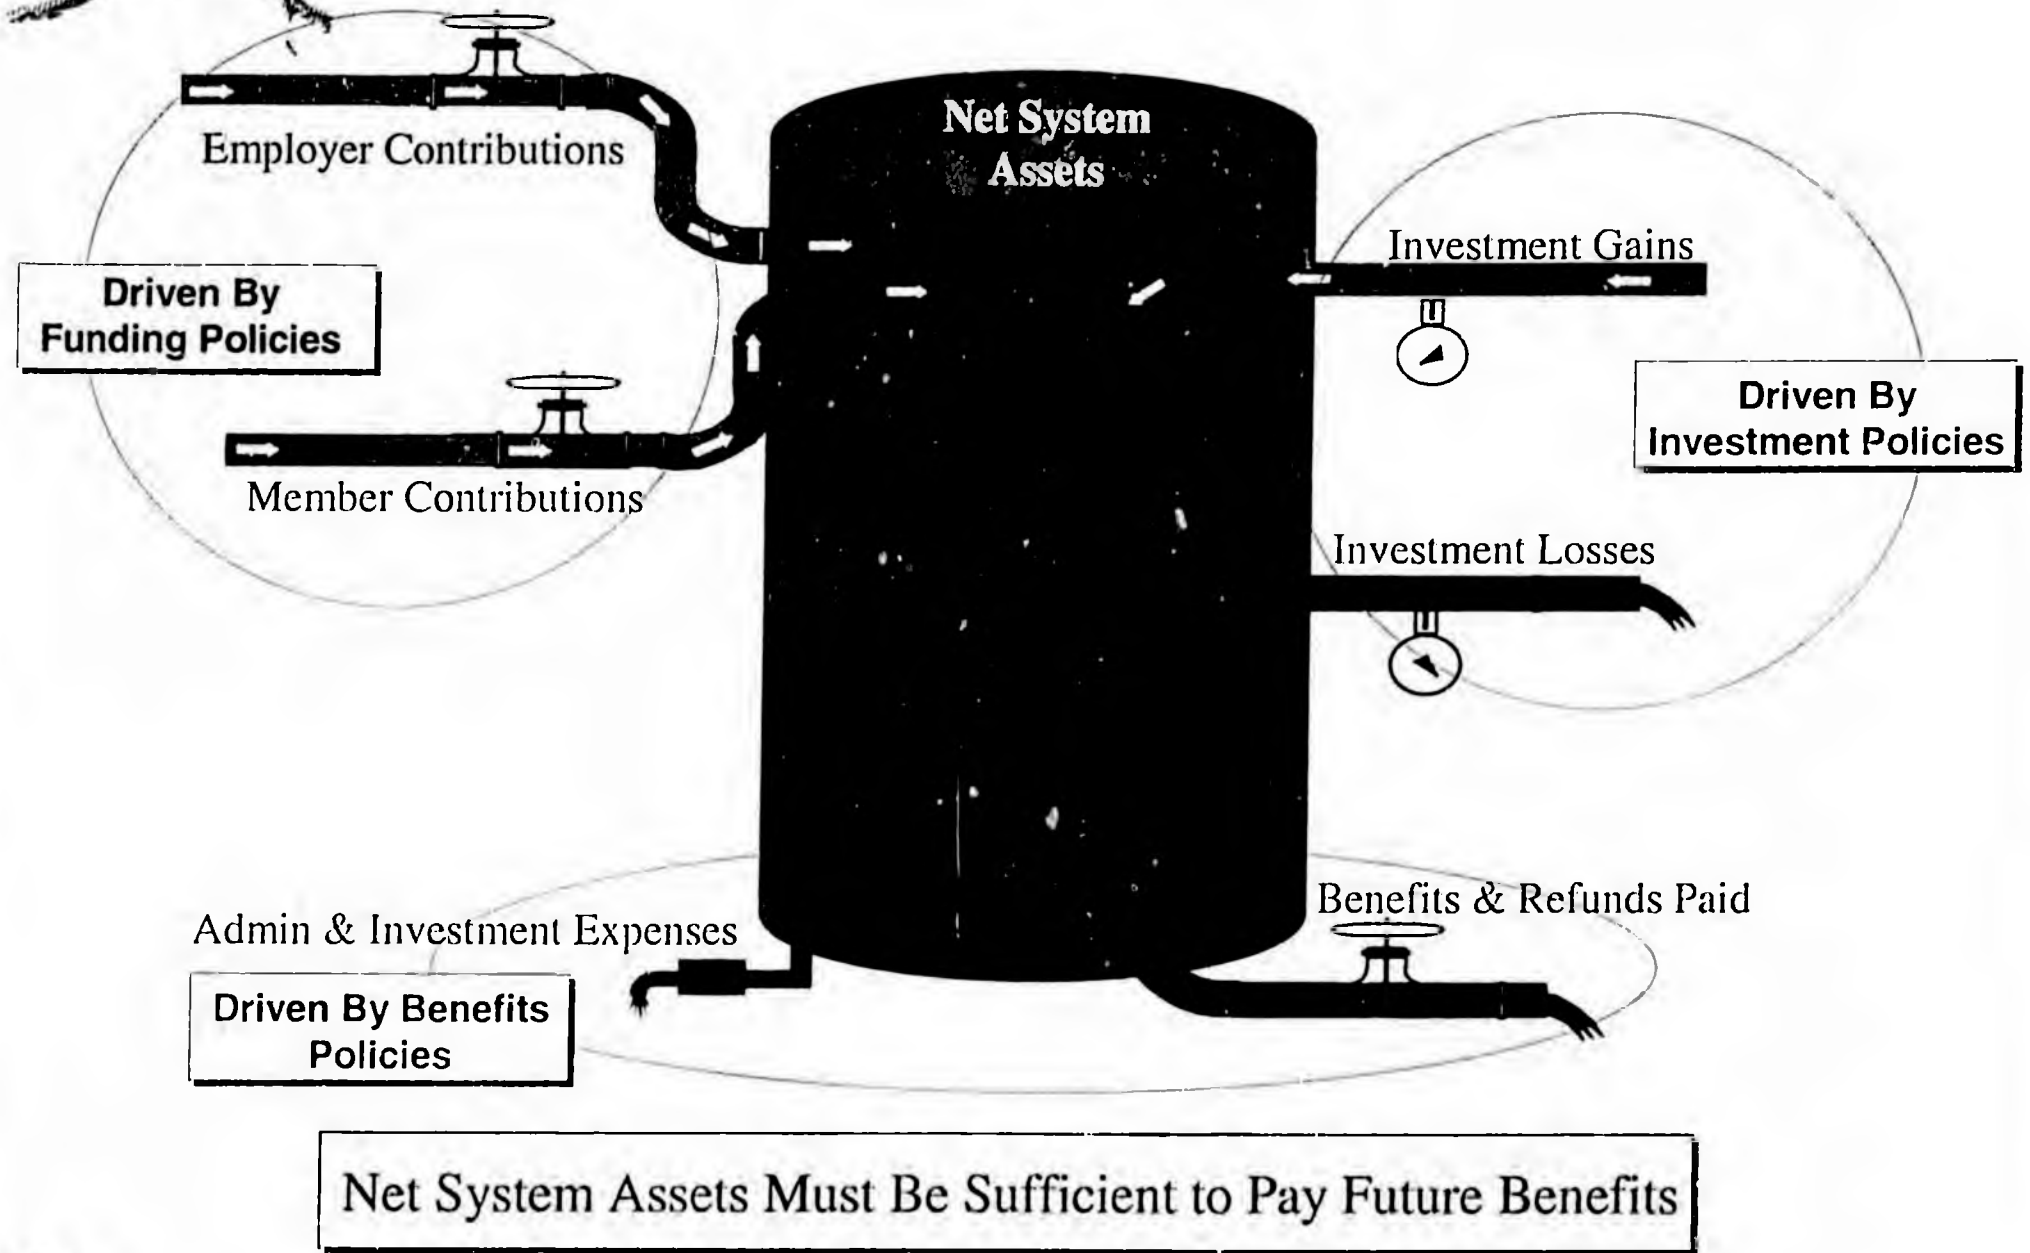 Net System
Assets
Employer Contributions
Driven By
Funding Policies
Member Contributions
Investment Gains
Driven By
Investment Policies
Investment Losses
Admin & Investment Expenses
Driven By Benefits
Policies
Benefits & Refunds Paid
Net System Assets Must Be Sufficient to Pay Future Benefits